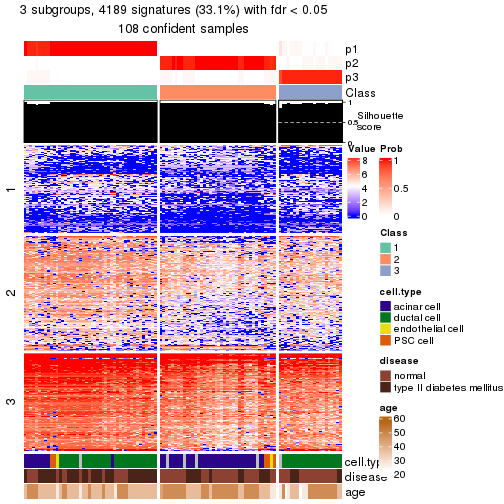 3 subgroups, 4189 signatures (33.1%) with fdr < 0.05
108 confident samples
p1
p2
p3
Class
1
0.5
0
Silhouette
score
1
2
3
cell.type
disease
age
Value
8
6
4
2
0
Prob
1
0.5
0
Class
1
2
3
cell.type
acinar cell
ductal cell
endothelial cell
PSC cell
disease
normal
type II diabetes mellitus
age
60
50
40
30
20